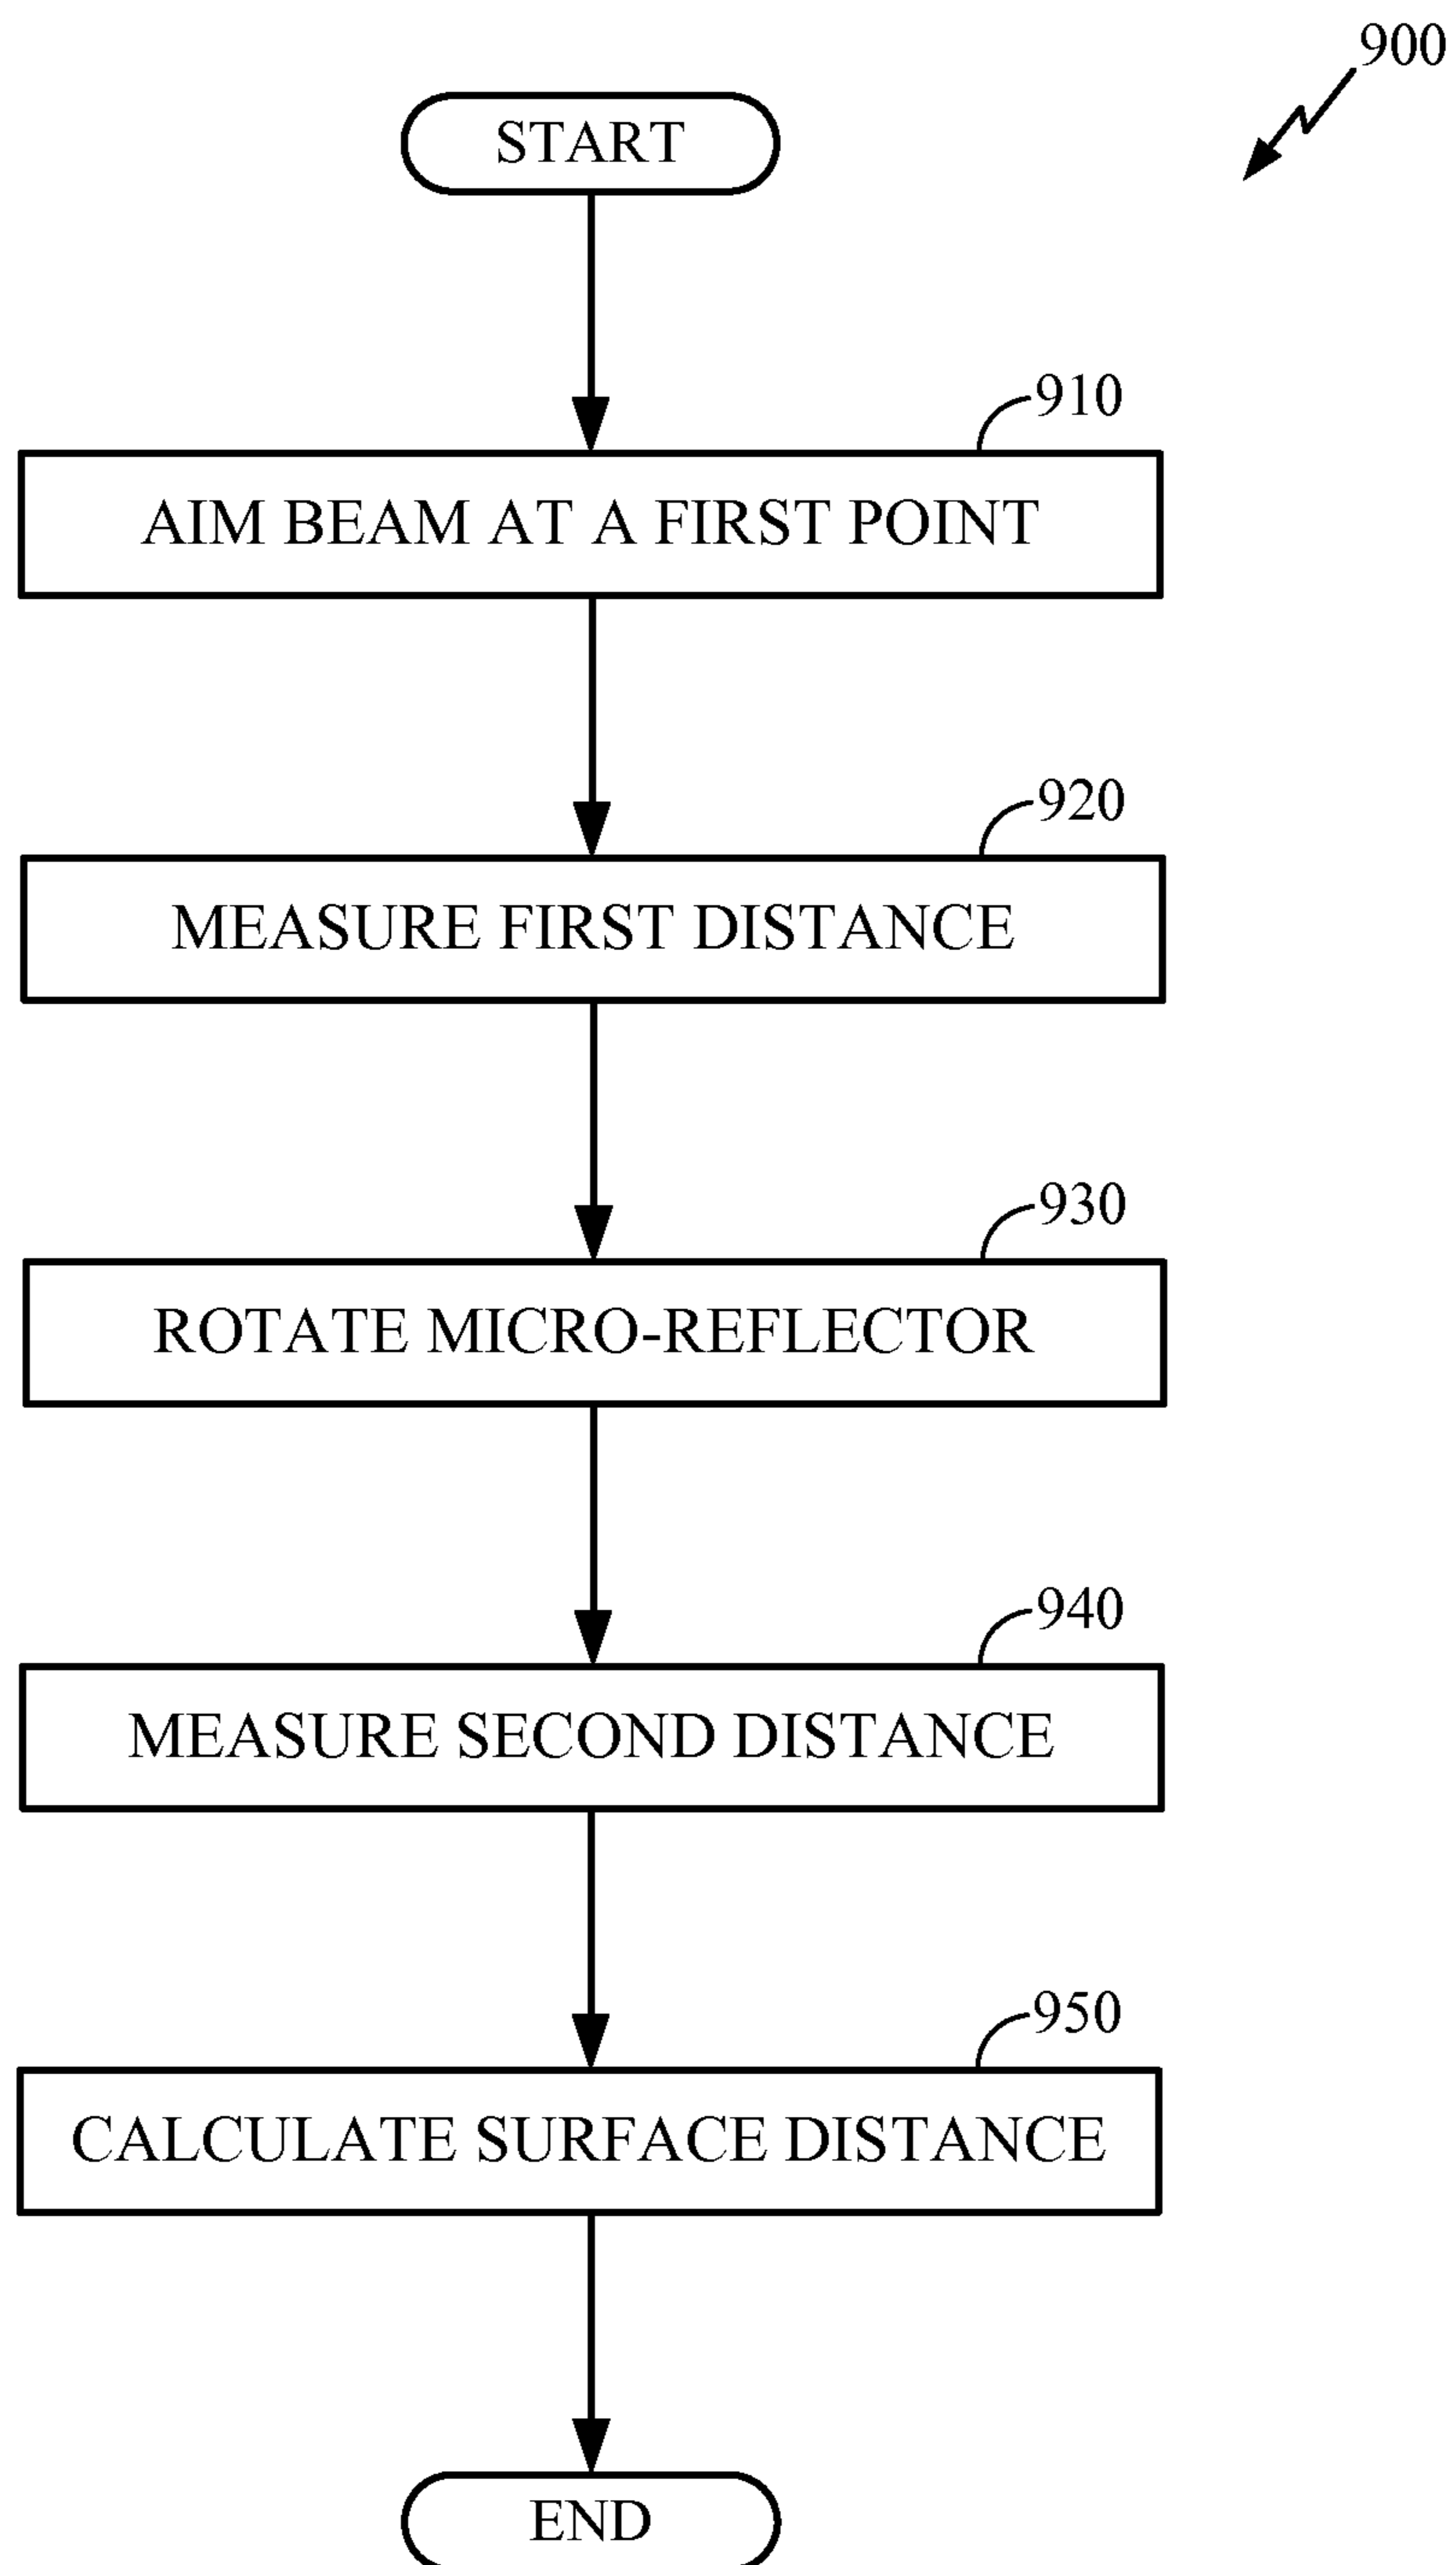 900
START
910
AIM BEAM AT A FIRST POINT
920
MEASURE FIRST DISTANCE
930
ROTATE MICRO-REFLECTOR
940
MEASURE SECOND DISTANCE
950
CALCULATE SURFACE DISTANCE
END